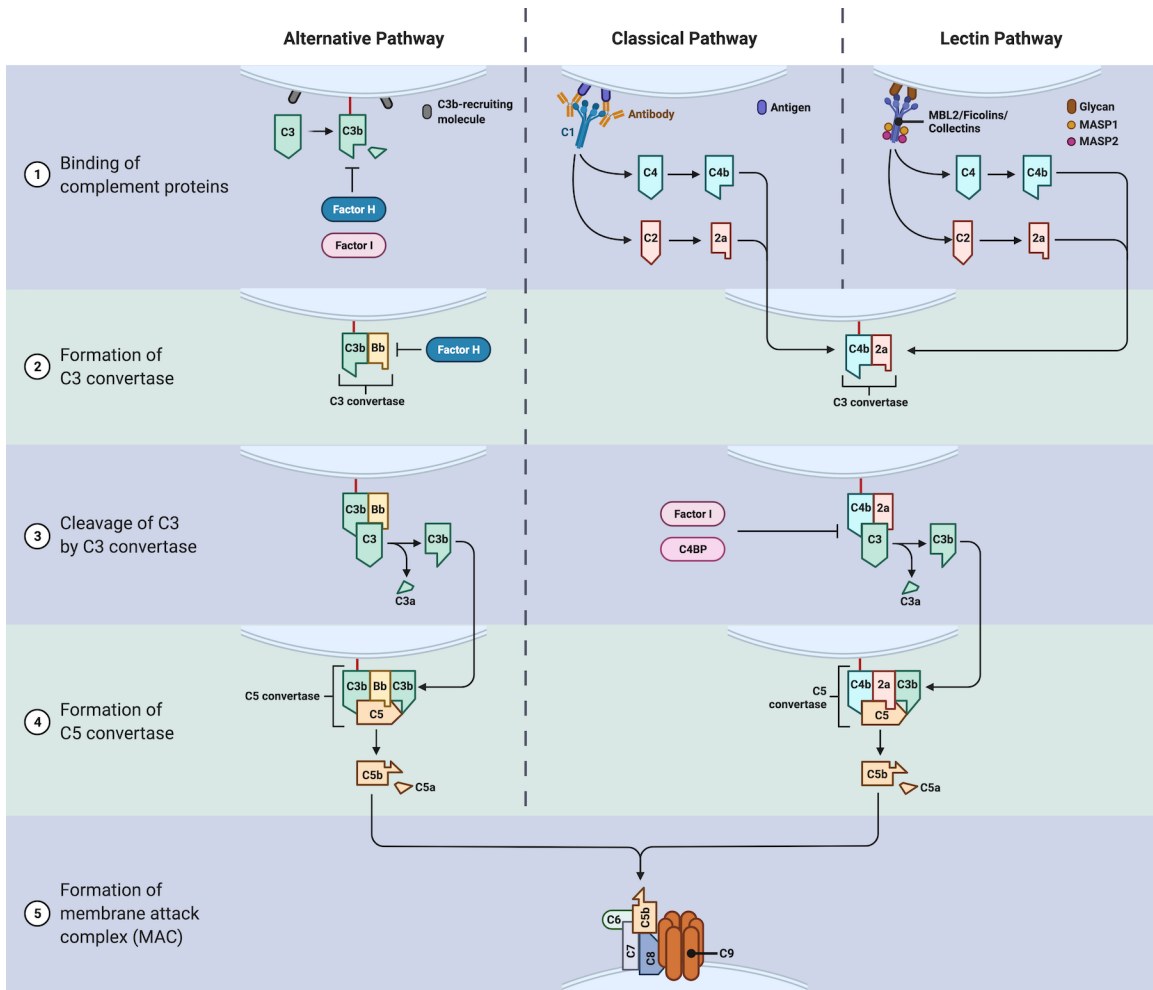 Alternative Pathway
Classical Pathway
Lectin Pathway
1
Binding of
complement proteins
C3
C3b
C3b-recruiting
molecule
Factor H
Factor I
C1
Antibody
Antigen
C4
C4b
C2
2a
MBL2/Ficolins/
Collectins
Glycan
MASP1
MASP2
C4
C4b
C2
2a
2
Formation of
C3 convertase
C3b
Bb
Factor H
C3 convertase
C4b
2a
C3 convertase
3
Cleavage of C3
by C3 convertase
C3b
Bb
C3
C3b
C3a
Factor I
C4BP
C4b
2a
C3
C3b
C3a
4
Formation of
C5 convertase
C5 convertase
C3b
Bb
C3b
C5
C5b
C5a
C5
convertase
C4b
2a
C3b
C5
C5b
C5a
5
Formation of
membrane attack
complex (MAC)
C6
C5b
C7
C8
C9